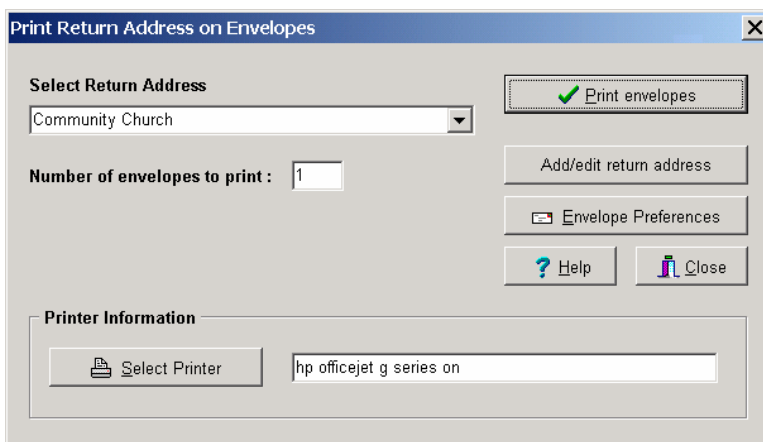 Print Return Address on Envelopes
Select Return Address
Community Church
Print envelopes
Number of envelopes to print : 1
Add/edit return address
Envelope Preferences
Help
Close
Printer Information
Select Printer
hp officejet g series on